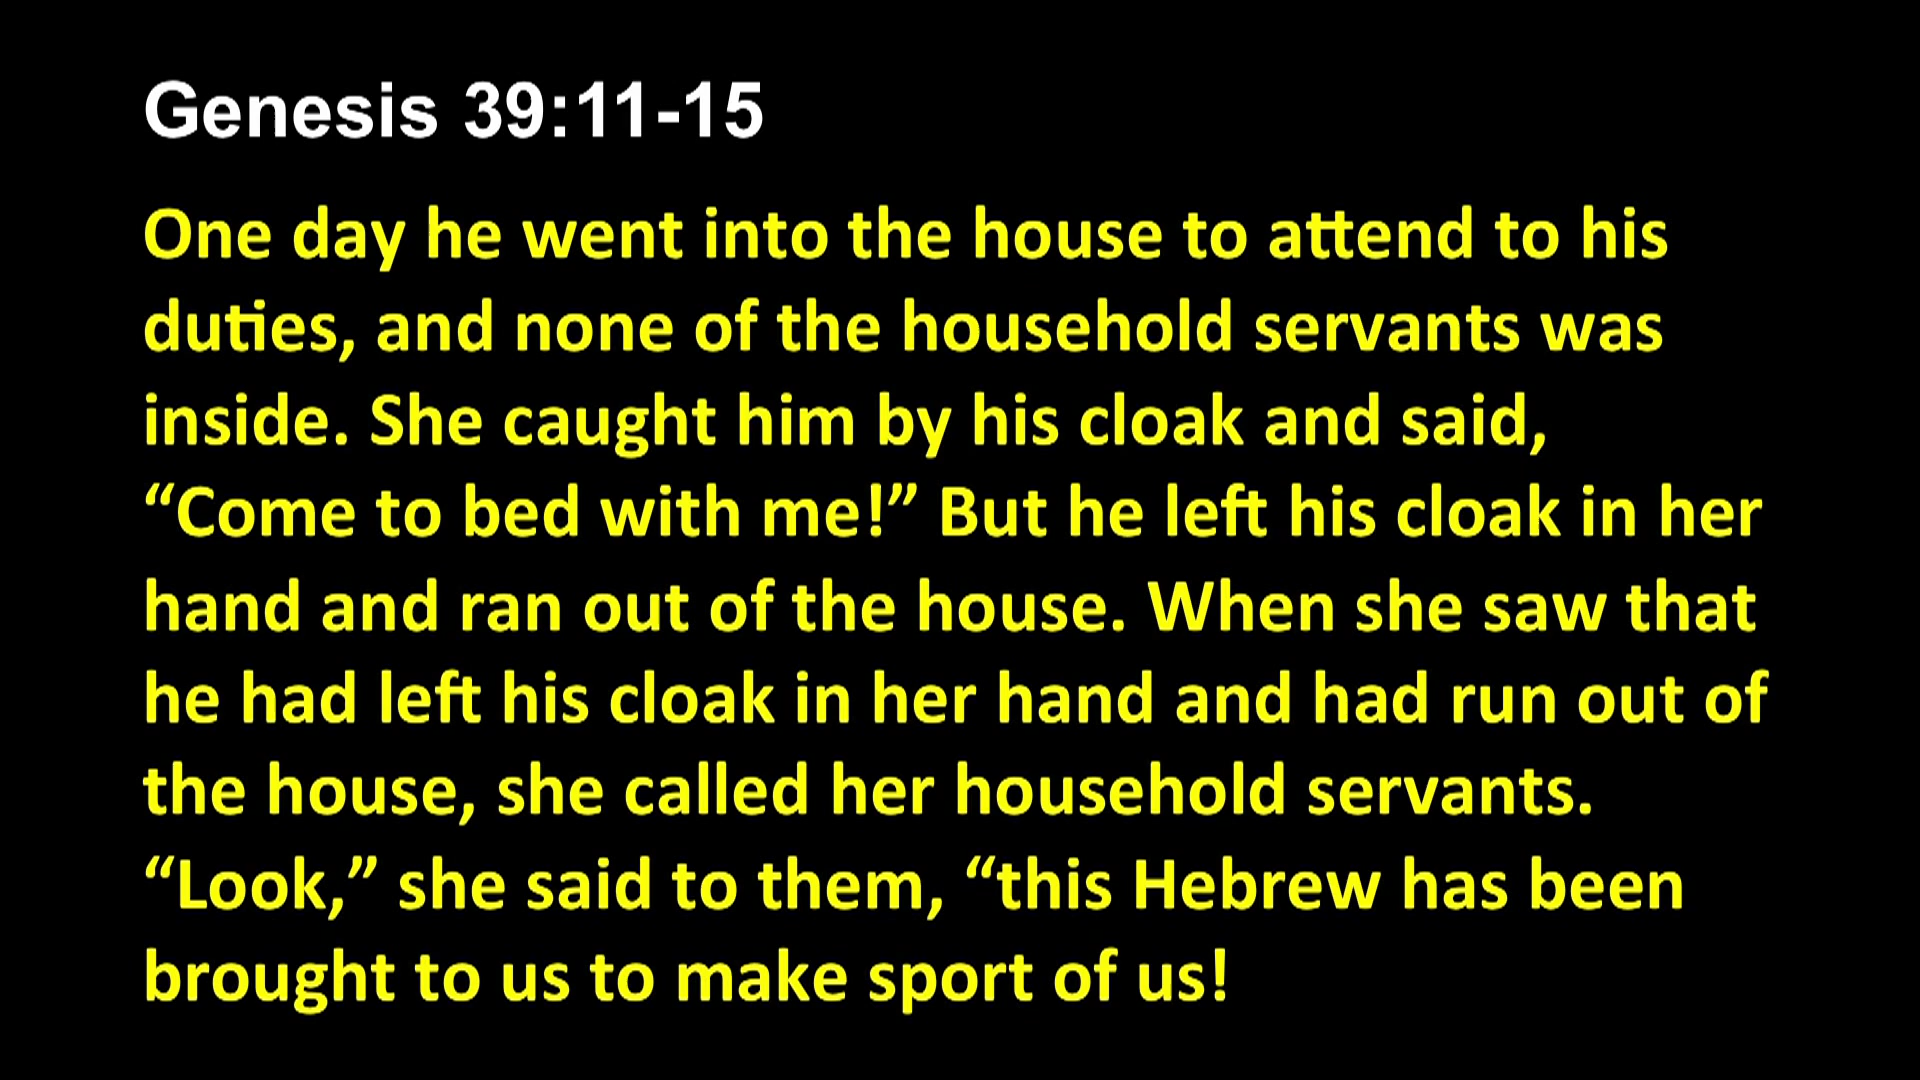 Genesis 39:11-15
One day he went into the house to attend to his
duties, and none of the household servants was
inside. She caught him by his cloak and said,
“Come to bed with me!” But he left his cloak in her
hand and ran out of the house. When she saw that
he had left his cloak in her hand and had run out of
the house, she called her household servants.
“Look,” she said to them, “this Hebrew has been
brought to us to make sport of us!